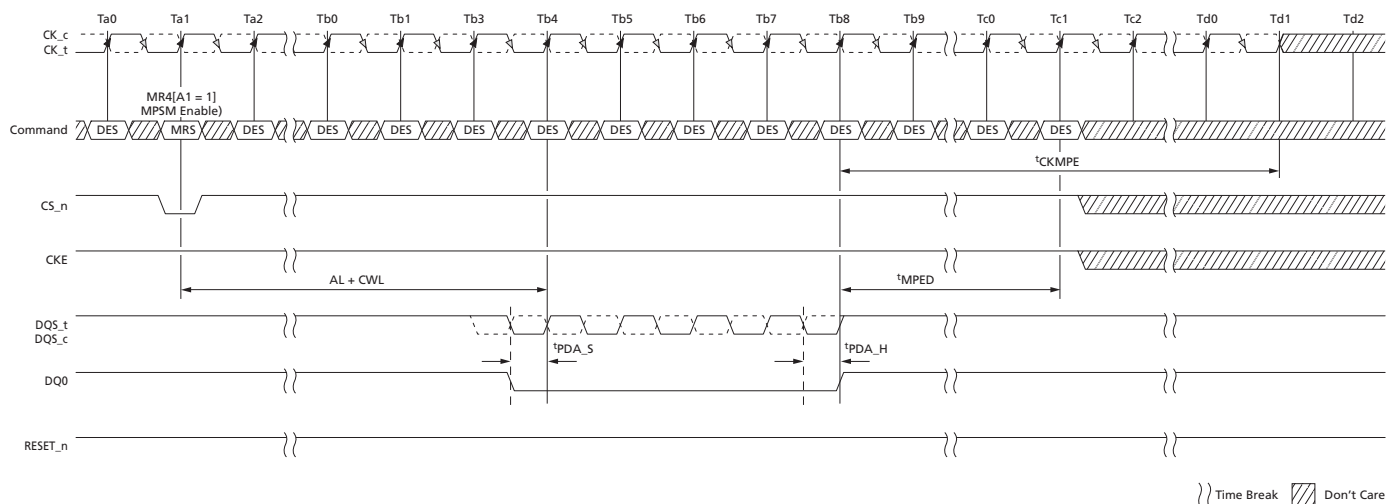 Ta0 Ta1 Ta2 Tb0 Tb1 Tb3 Tb4 Tb5 Tb6 Tb7 Tb8 Tb9 Tc0 Tc1 Tc2 Td0 Td1 Td2
CK_c
CK_t
MR4[A1 = 1]
MPSM Enable)
Command DES MRS DES DES DES DES DES DES DES DES DES DES DES DES
tCKMPE
CS_n
CKE
AL + CWL tMPED
DQS_t
DQS_c
tPDA_S tPDA_H
DQ0
RESET_n
Time Break Don't Care